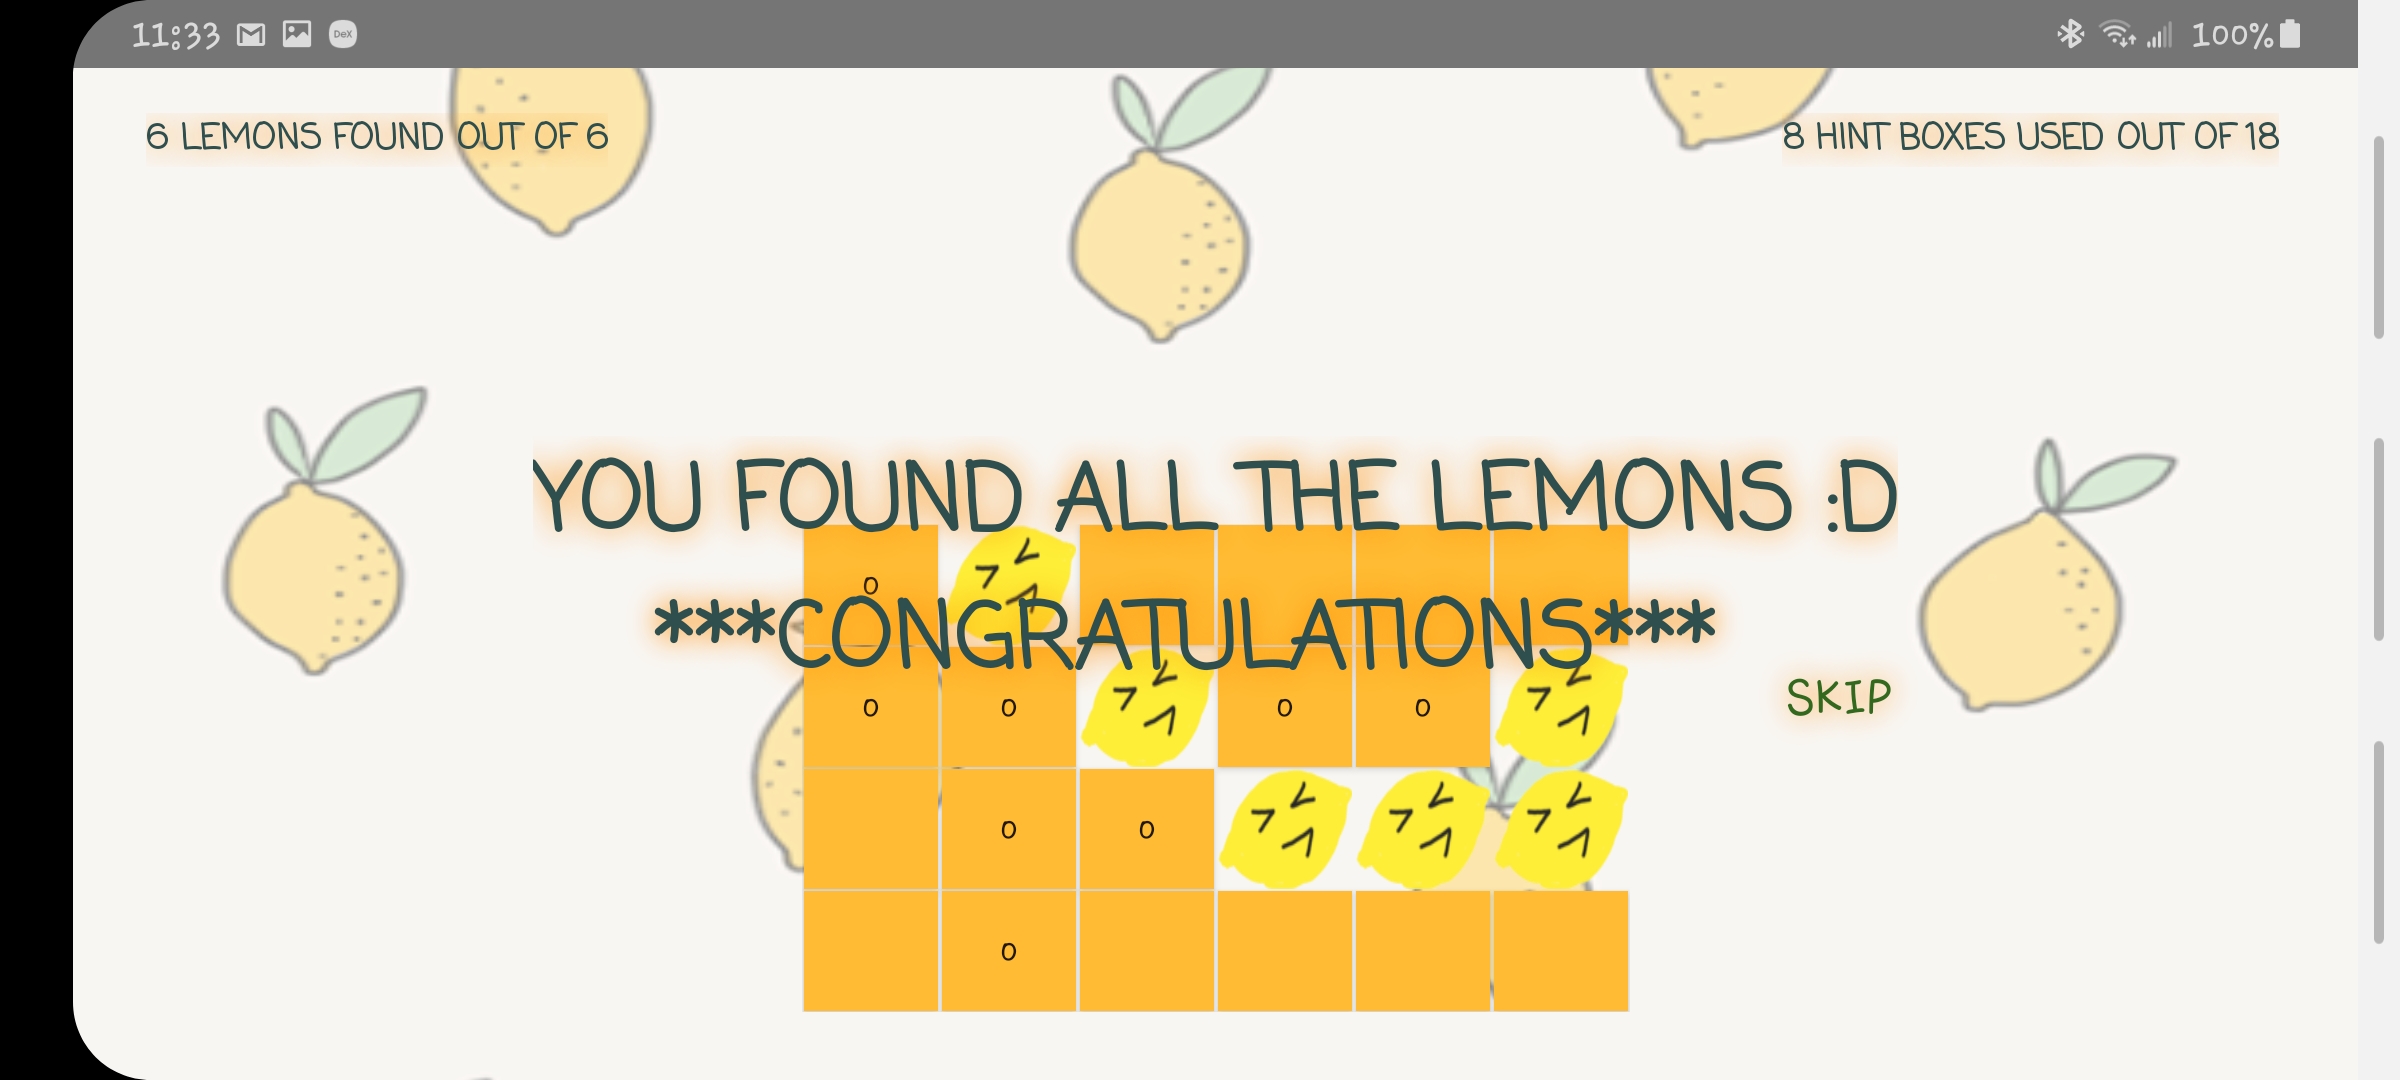 11:33 DeX 100%
6 LEMONS FOUND OUT OF 6
8 HINT BOXES USED OUT OF 18
YOU FOUND ALL THE LEMONS :D
0
***CONGRATULATIONS***
SKIP
0 0 0 0
0 0
0